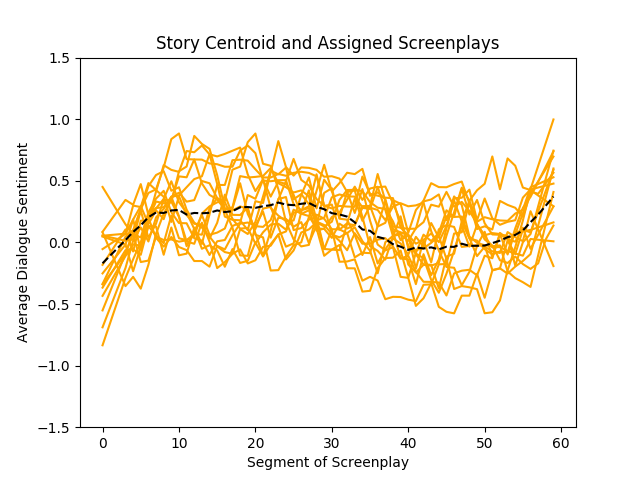 Story Centroid and Assigned Screenplays
1.5
1.0
0.5
0.0
−0.5
−1.0
−1.5
Average Dialogue Sentiment
0 10 20 30 40 50 60
Segment of Screenplay